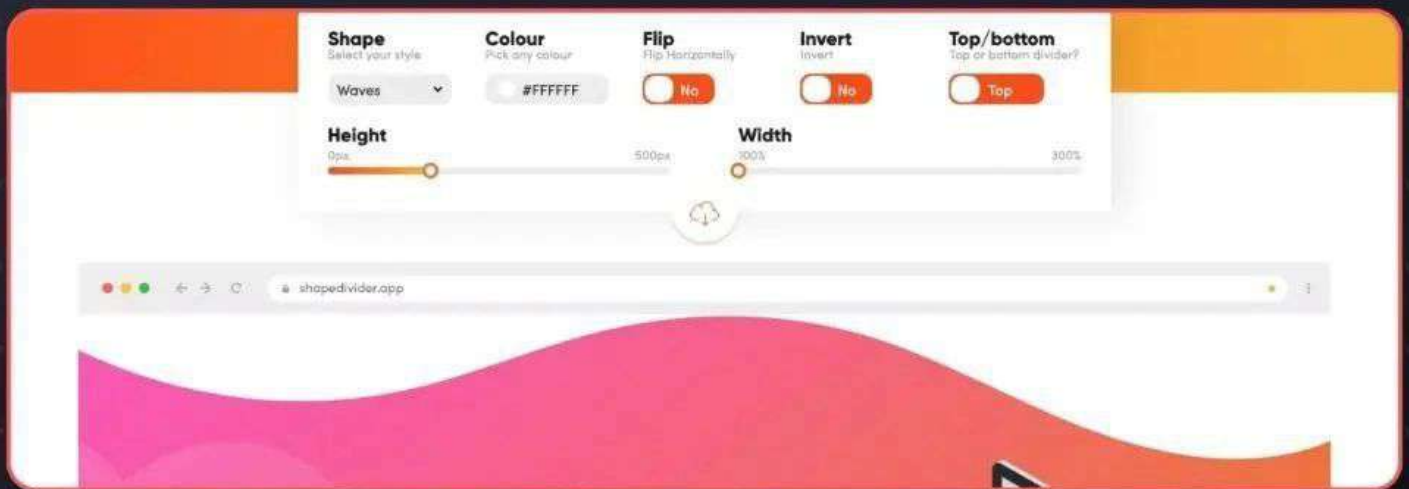 Shape Colour Flip Invert Top/bottom
Select your style Pick any colour Flip Horizontally Invert Top or bottom divider?
Waves #FFFFFF No No Top
Height Width
0px 500px 100% 300%
shapedivider.app